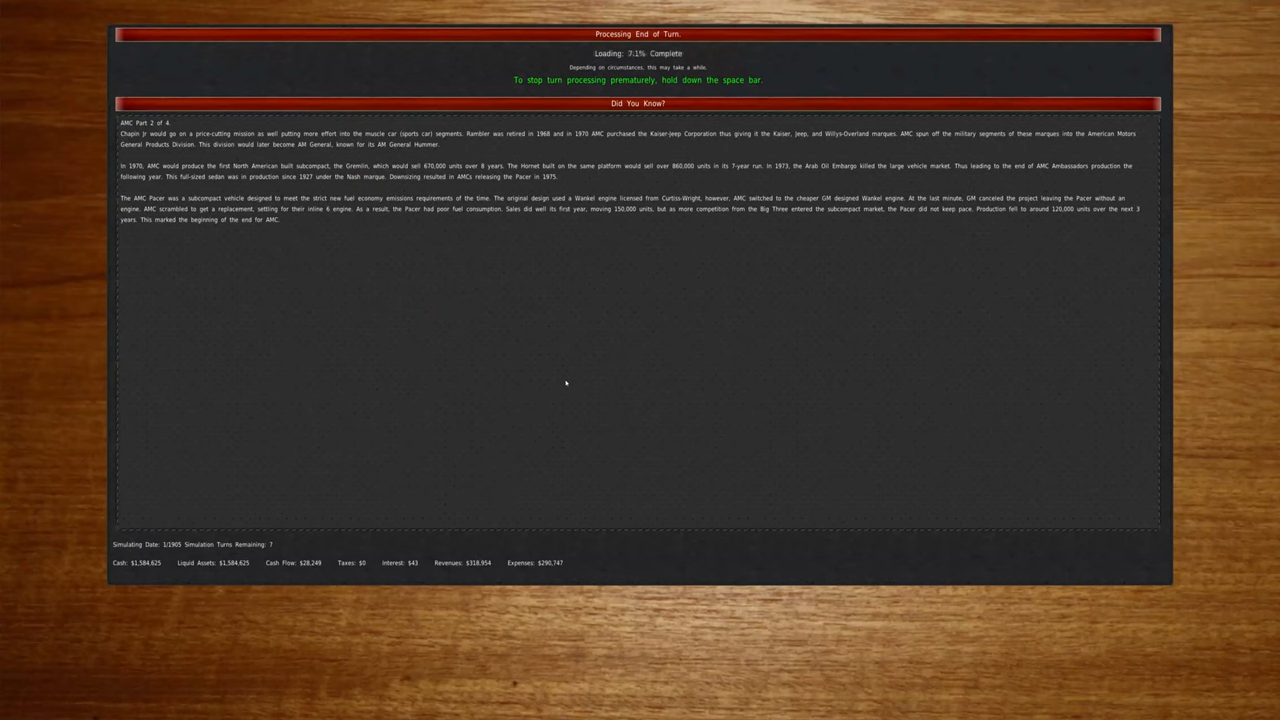 Processing End of Turn.
Loading: 7.1% Complete
Depending on circumstances, this may take a while.
To stop turn processing prematurely, hold down the space bar.
Did You Know?
AMC Part 2 of 4.
Chapin Jr would go on a price-cutting mission as well putting more effort into the muscle car (sports car) segments. Rambler was retired in 1968 and in 1970 AMC purchased the Kaiser-Jeep Corporation thus giving it the Kaiser, Jeep, and Willys-Overland marques. AMC spun off the military segments of these marques into the American Motors
General Products Division. This division would later become AM General, known for its AM General Hummer.
In 1970, AMC would produce the first North American built subcompact, the Gremlin, which would sell 670,000 units over 8 years. The Hornet built on the same platform would sell over 860,000 units in its 7-year run. In 1973, the Arab Oil Embargo killed the large vehicle market. Thus leading to the end of AMC Ambassadors production the
following year. This full-sized sedan was in production since 1927 under the Nash marque. Downsizing resulted in AMCs releasing the Pacer in 1975.
The AMC Pacer was a subcompact vehicle designed to meet the strict new fuel economy emissions requirements of the time. The original design used a Wankel engine licensed from Curtiss-Wright, however, AMC switched to the cheaper GM designed Wankel engine. At the last minute, GM canceled the project leaving the Pacer without an
engine. AMC scrambled to get a replacement, settling for their inline 6 engine. As a result, the Pacer had poor fuel consumption. Sales did well its first year, moving 150,000 units, but as more competition from the Big Three entered the subcompact market, the Pacer did not keep pace. Production fell to around 120,000 units over the next 3
years. This marked the beginning of the end for AMC.
Simulating Date: 1/1905 Simulation Turns Remaining: 7
Cash: $1,584,625 Liquid Assets: $1,584,625 Cash Flow: $28,249 Taxes: $0 Interest: $43 Revenues: $318,954 Expenses: $290,747